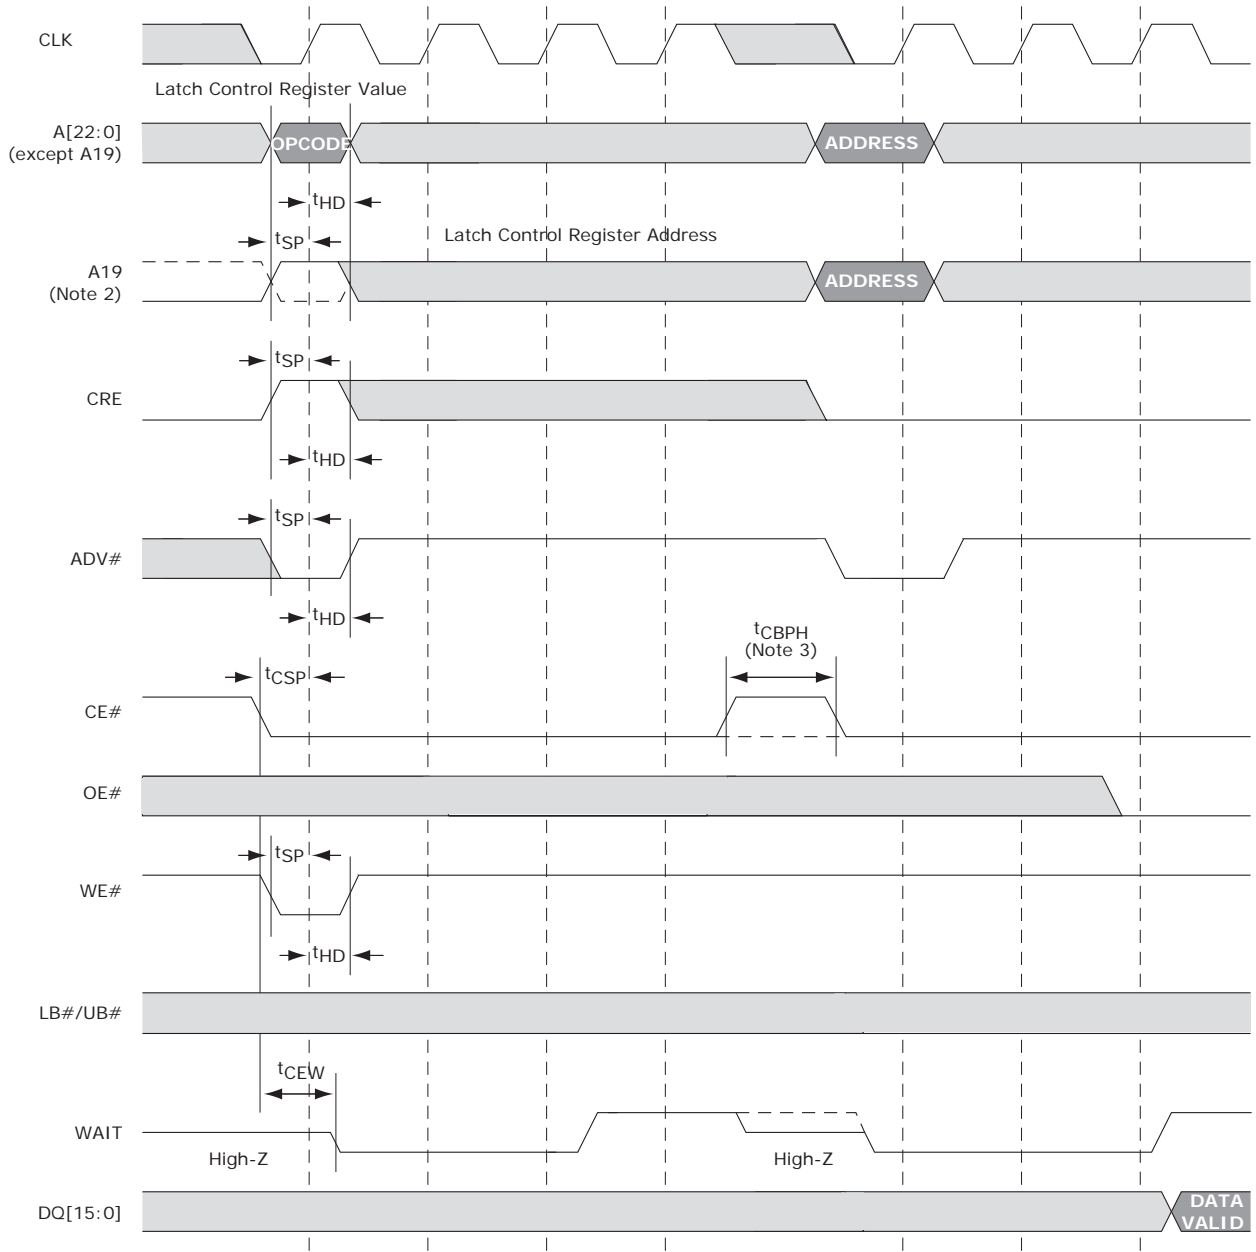 CLK
Latch Control Register Value
A[22:0]
(except A19)
OPCODE
ADDRESS
tHD
tSP
Latch Control Register Address
A19
(Note 2)
ADDRESS
tSP
CRE
tHD
tSP
ADV#
tHD
tCBPH
(Note 3)
tCSP
CE#
OE#
tSP
WE#
tHD
LB#/UB#
tCEW
WAIT
High-Z
High-Z
DQ[15:0]
DATA
VALID